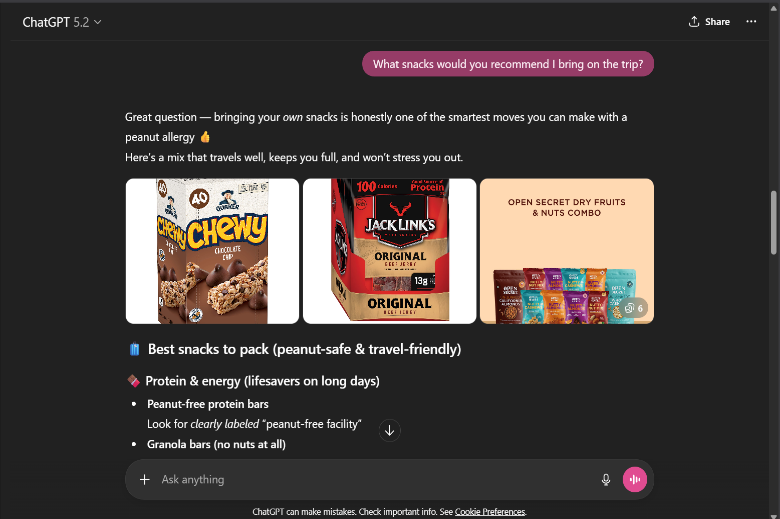 ChatGPT 5.2
Share
What snacks would you recommend I bring on the trip?
Great question — bringing your own snacks is honestly one of the smartest moves you can make with a
peanut allergy 👍
Here's a mix that travels well, keeps you full, and won't stress you out.
40
QUAKER
CHEWY
CHEWY
CHOCOLATE
CHIP
100 Calories
Protein
JACK LINK'S
ORIGINAL
BEEF JERKY
13g
ORIGINAL
BEEF JERKY
OPEN SECRET DRY FRUITS
& NUTS COMBO
6
Best snacks to pack (peanut-safe & travel-friendly)
Protein & energy (lifesavers on long days)
• Peanut-free protein bars
Look for clearly labeled "peanut-free facility"
• Granola bars (no nuts at all)
Ask anything
ChatGPT can make mistakes. Check important info. See Cookie Preferences.